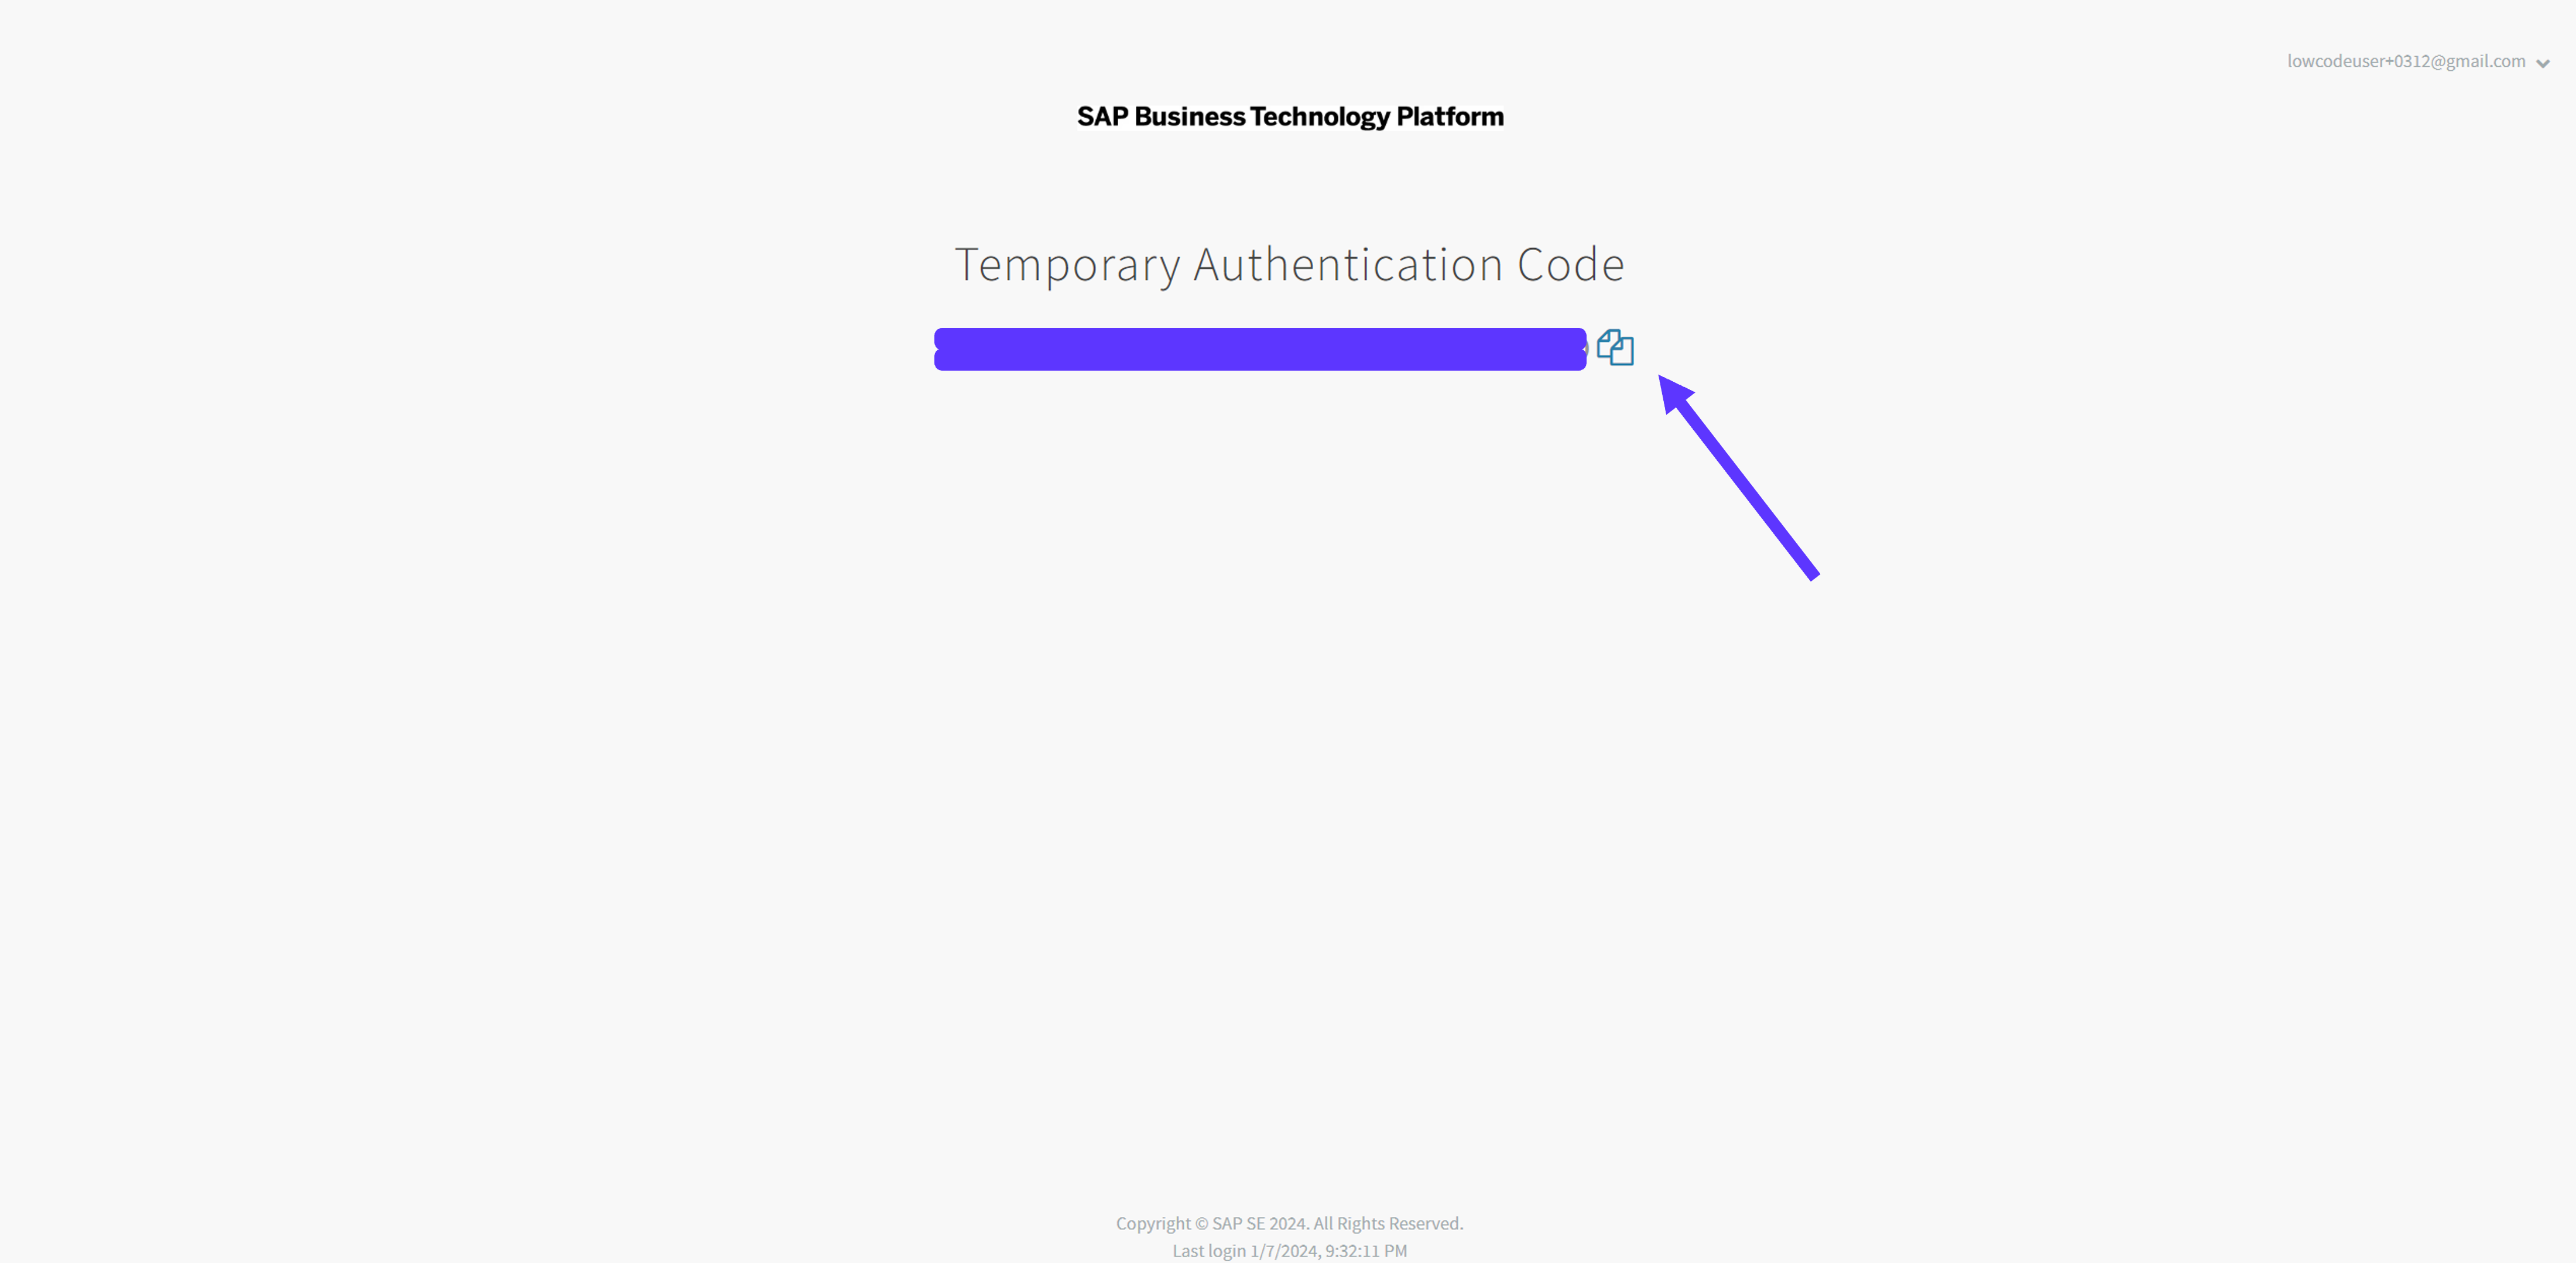 lowcodeuser+0312@gmail.com
SAP Business Technology Platform
Temporary Authentication Code
Copyright © SAP SE 2024. All Rights Reserved.
Last login 1/7/2024, 9:32:11 PM